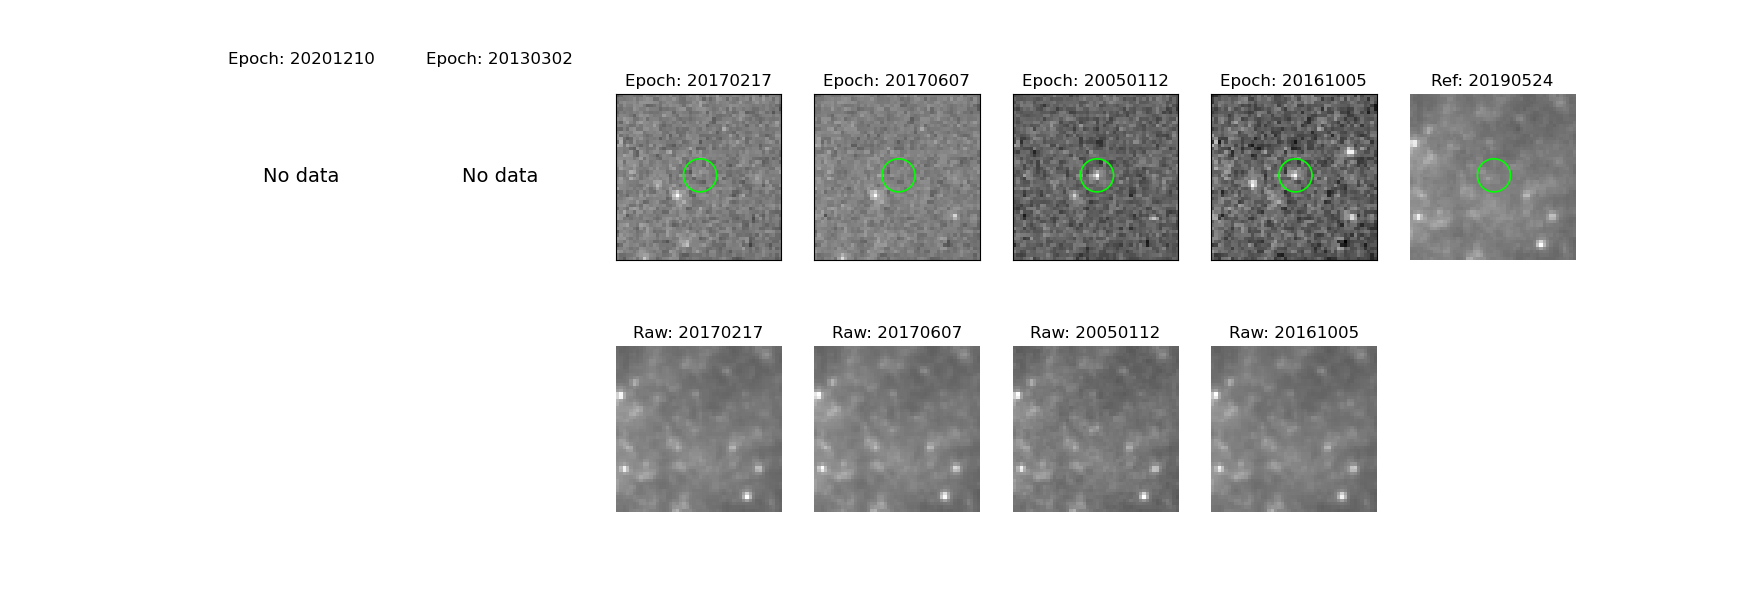 Epoch: 20201210
Epoch: 20130302
Epoch: 20170217
Epoch: 20170607
Epoch: 20050112
Epoch: 20161005
Ref: 20190524
No data
No data
Raw: 20170217
Raw: 20170607
Raw: 20050112
Raw: 20161005